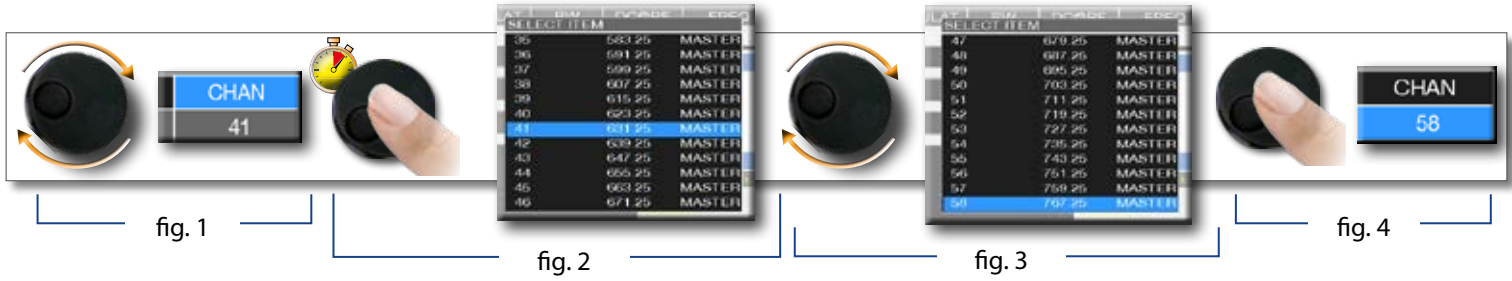 CHAN
41
SELECT ITEM
35 583.25 MASTER
36 591.25 MASTER
37 599.25 MASTER
38 607.25 MASTER
39 615.25 MASTER
40 623.25 MASTER
41 631.25 MASTER
42 639.25 MASTER
43 647.25 MASTER
44 655.25 MASTER
45 663.25 MASTER
46 671.25 MASTER
SELECT ITEM
47 679.25 MASTER
48 687.25 MASTER
49 695.25 MASTER
50 703.25 MASTER
51 711.25 MASTER
52 719.25 MASTER
53 727.25 MASTER
54 735.25 MASTER
55 743.25 MASTER
56 751.25 MASTER
57 759.25 MASTER
58 767.25 MASTER
CHAN
58
fig. 1
fig. 2
fig. 3
fig. 4